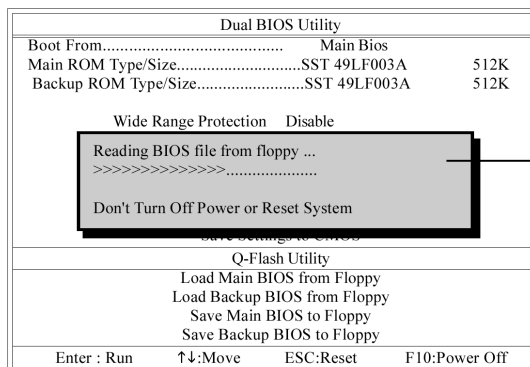 Dual BIOS Utility
Boot From.......................................... Main Bios
Main ROM Type/Size.............................SST 49LF003A 512K
Backup ROM Type/Size.........................SST 49LF003A 512K
Wide Range Protection Disable
Reading BIOS file from floppy ...
>>>>>>>>>>>>>>......................
Don't Turn Off Power or Reset System
Save Settings to CMOS
Q-Flash Utility
Load Main BIOS from Floppy
Load Backup BIOS from Floppy
Save Main BIOS to Floppy
Save Backup BIOS to Floppy
Enter : Run ↑↓:Move ESC:Reset F10:Power Off